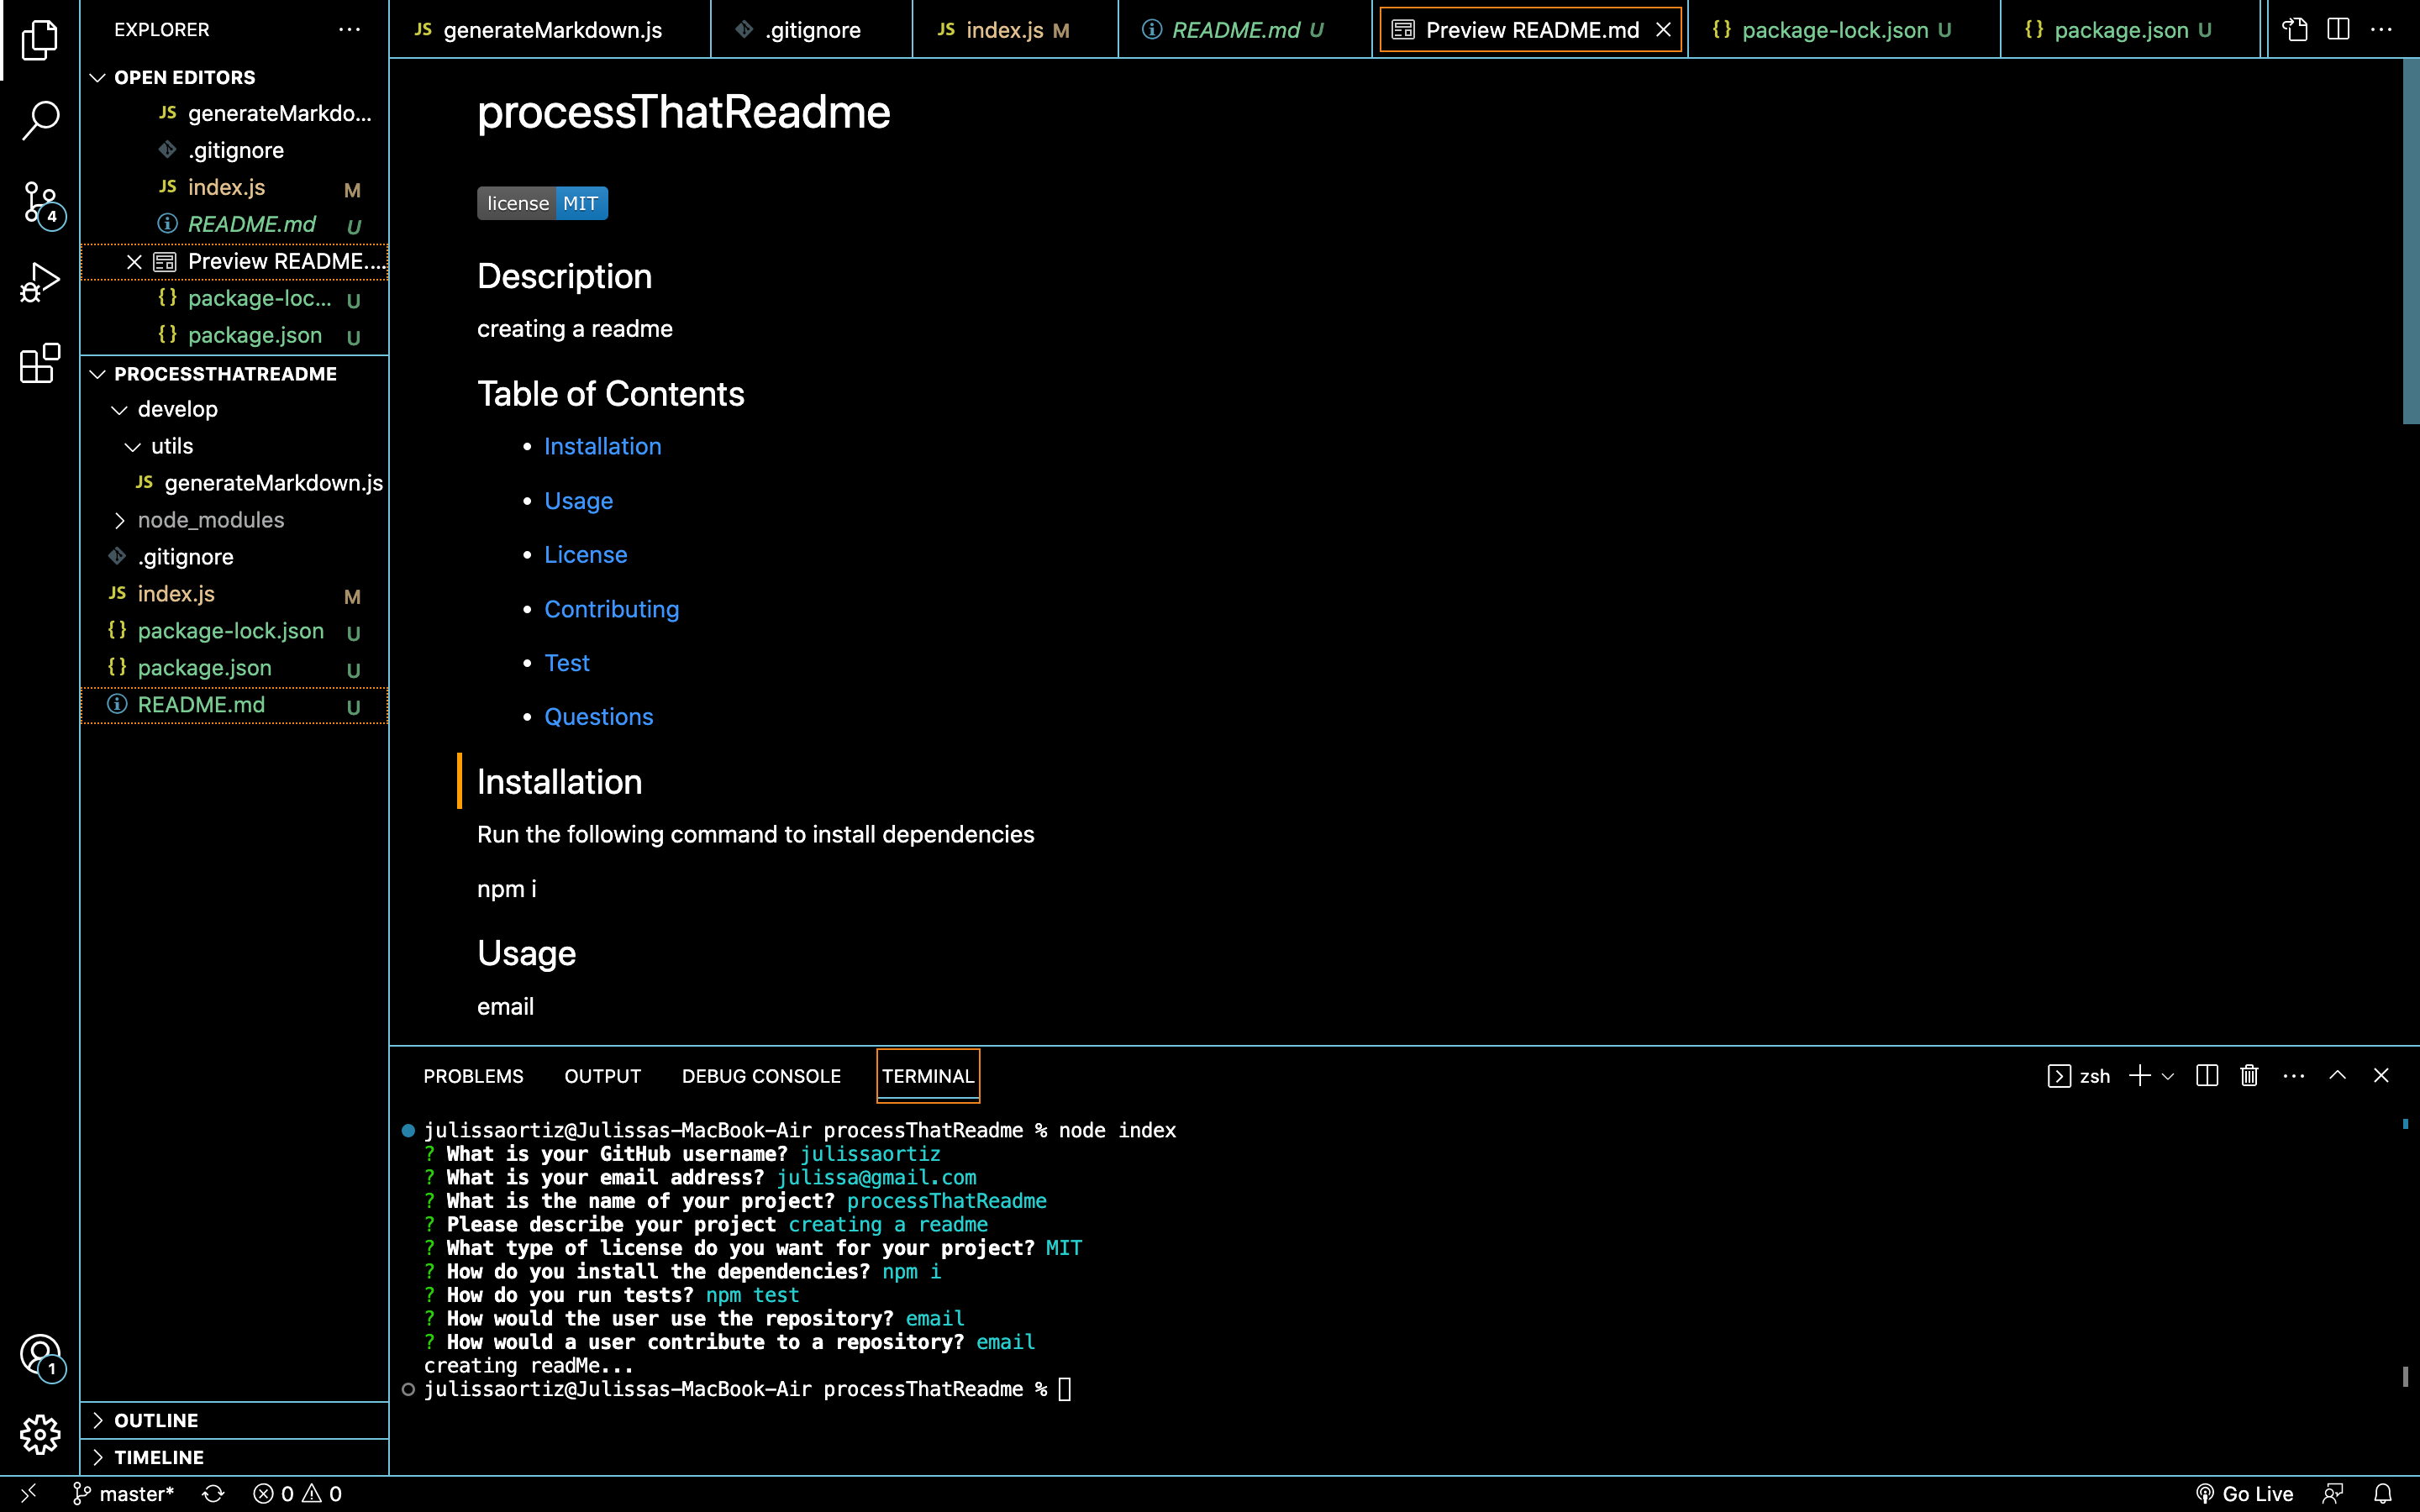 EXPLORER
OPEN EDITORS
JS generateMarkdo...
.gitignore
JS index.js M
README.md U
Preview README....
{} package-loc... U
{} package.json U
PROCESSTHATREADME
develop
utils
JS generateMarkdown.js
node_modules
.gitignore
JS index.js M
{} package-lock.json U
{} package.json U
README.md U
OUTLINE
TIMELINE
4
1
JS generateMarkdown.js
.gitignore
JS index.js M
README.md U
Preview README.md
{} package-lock.json U
{} package.json U
processThatReadme
license MIT
Description
creating a readme
Table of Contents
• Installation
• Usage
• License
• Contributing
• Test
• Questions
Installation
Run the following command to install dependencies
npm i
Usage
email
PROBLEMS OUTPUT DEBUG CONSOLE TERMINAL
zsh
julissaortiz@Julissas-MacBook-Air processThatReadme % node index
? What is your GitHub username? julissaortiz
? What is your email address? julissa@gmail.com
? What is the name of your project? processThatReadme
? Please describe your project creating a readme
? What type of license do you want for your project? MIT
? How do you install the dependencies? npm i
? How do you run tests? npm test
? How would the user use the repository? email
? How would a user contribute to a repository? email
creating readMe...
julissaortiz@Julissas-MacBook-Air processThatReadme %
master* 0 0
Go Live